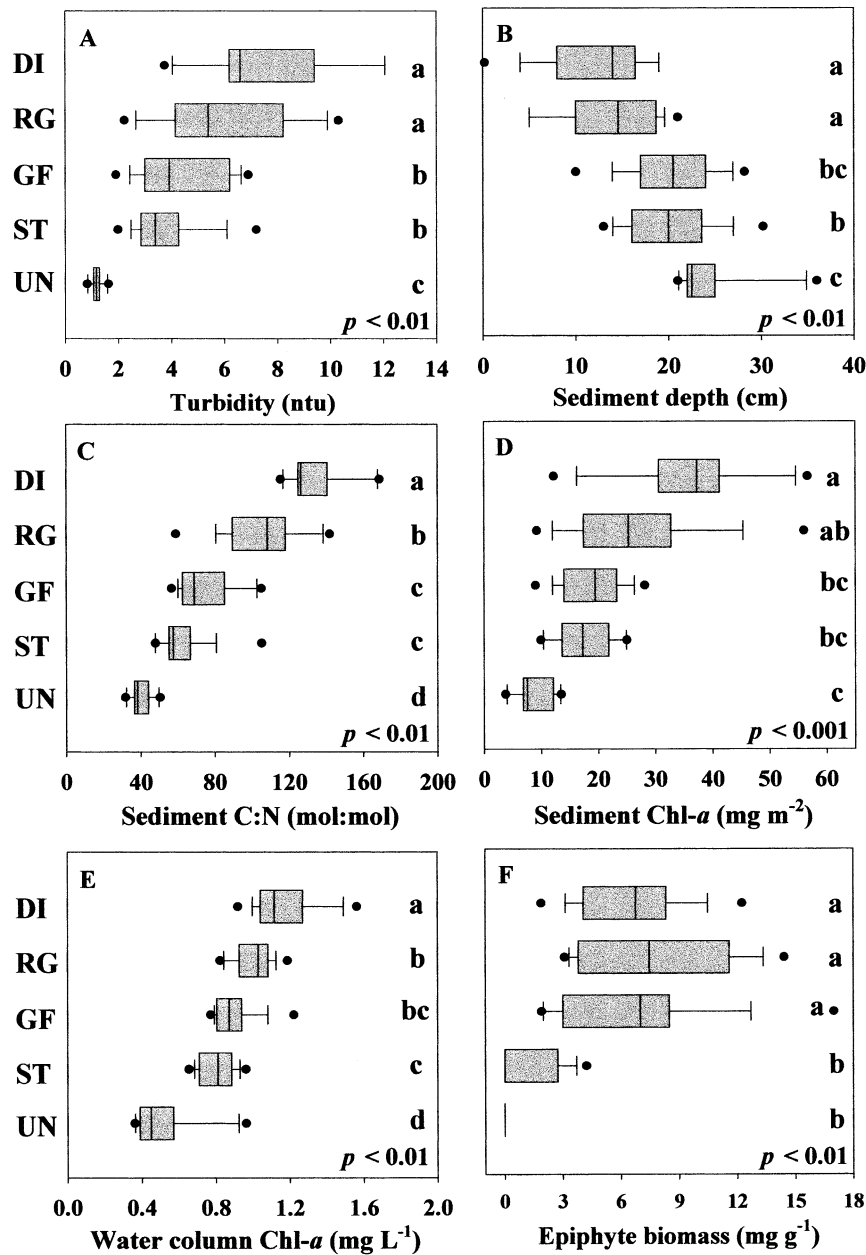 A
B
DI a a
RG a a
GF b bc
ST b b
UN c c
p < 0.01 p < 0.01
0 2 4 6 8 10 12 14 0 10 20 30 40
Turbidity (ntu) Sediment depth (cm)
C D
DI a a
RG b ab
GF c bc
ST c bc
UN d c
p < 0.01 p < 0.001
0 40 80 120 160 200 0 10 20 30 40 50 60
Sediment C:N (mol:mol) Sediment Chl-a (mg m⁻²)
E F
DI a a
RG b a
GF bc a
ST c b
UN d b
p < 0.01 p < 0.01
0.0 0.4 0.8 1.2 1.6 2.0 0 3 6 9 12 15 18
Water column Chl-a (mg L⁻¹) Epiphyte biomass (mg g⁻¹)